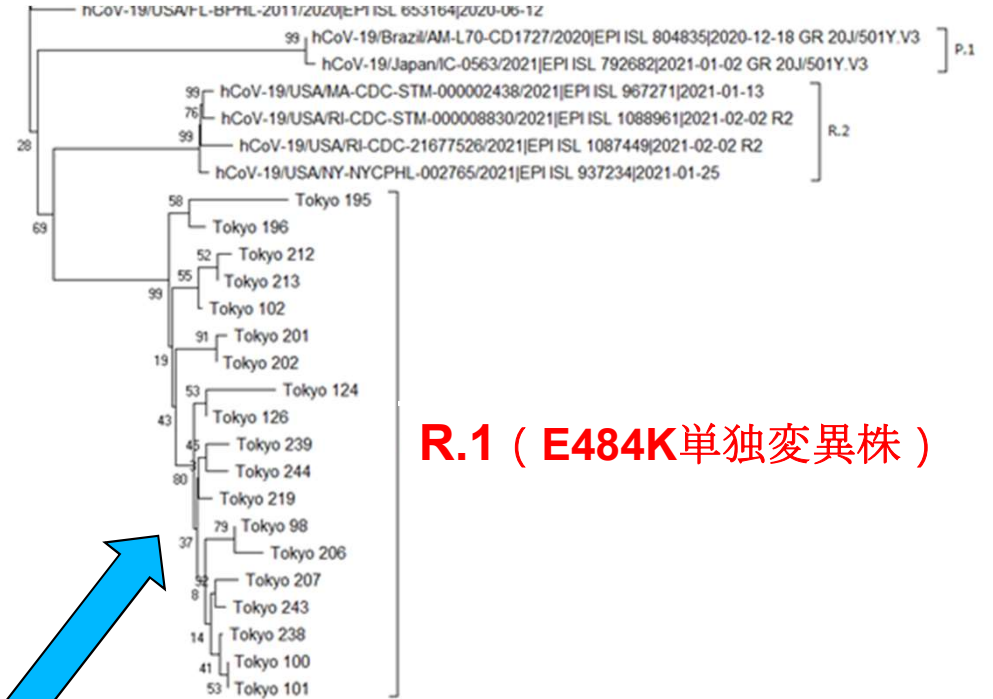 hCoV-19/USA/FL-BPHL-2011/2020|EPI ISL 653164|2020-06-12
99 hCoV-19/Brazil/AM-L70-CD1727/2020|EPI ISL 804835|2020-12-18 GR 20J/501Y.V3
P.1
hCoV-19/Japan/IC-0563/2021|EPI ISL 792682|2021-01-02 GR 20J/501Y.V3
99 hCoV-19/USA/MA-CDC-STM-000002438/2021|EPI ISL 967271|2021-01-13
76 hCoV-19/USA/RI-CDC-STM-000008830/2021|EPI ISL 1088961|2021-02-02 R2
R.2
99
28
hCoV-19/USA/RI-CDC-21677526/2021|EPI ISL 1087449|2021-02-02 R2
hCoV-19/USA/NY-NYCPHL-002765/2021|EPI ISL 937234|2021-01-25
58 Tokyo 195
69
Tokyo 196
52 Tokyo 212
55 Tokyo 213
99
Tokyo 102
91 Tokyo 201
19
Tokyo 202
53 Tokyo 124
43
Tokyo 126
R.1（E484K単独変異株）
45 Tokyo 239
Tokyo 244
80
Tokyo 219
79 Tokyo 98
37
Tokyo 206
Tokyo 207
8
Tokyo 243
14 Tokyo 238
41 Tokyo 100
53 Tokyo 101